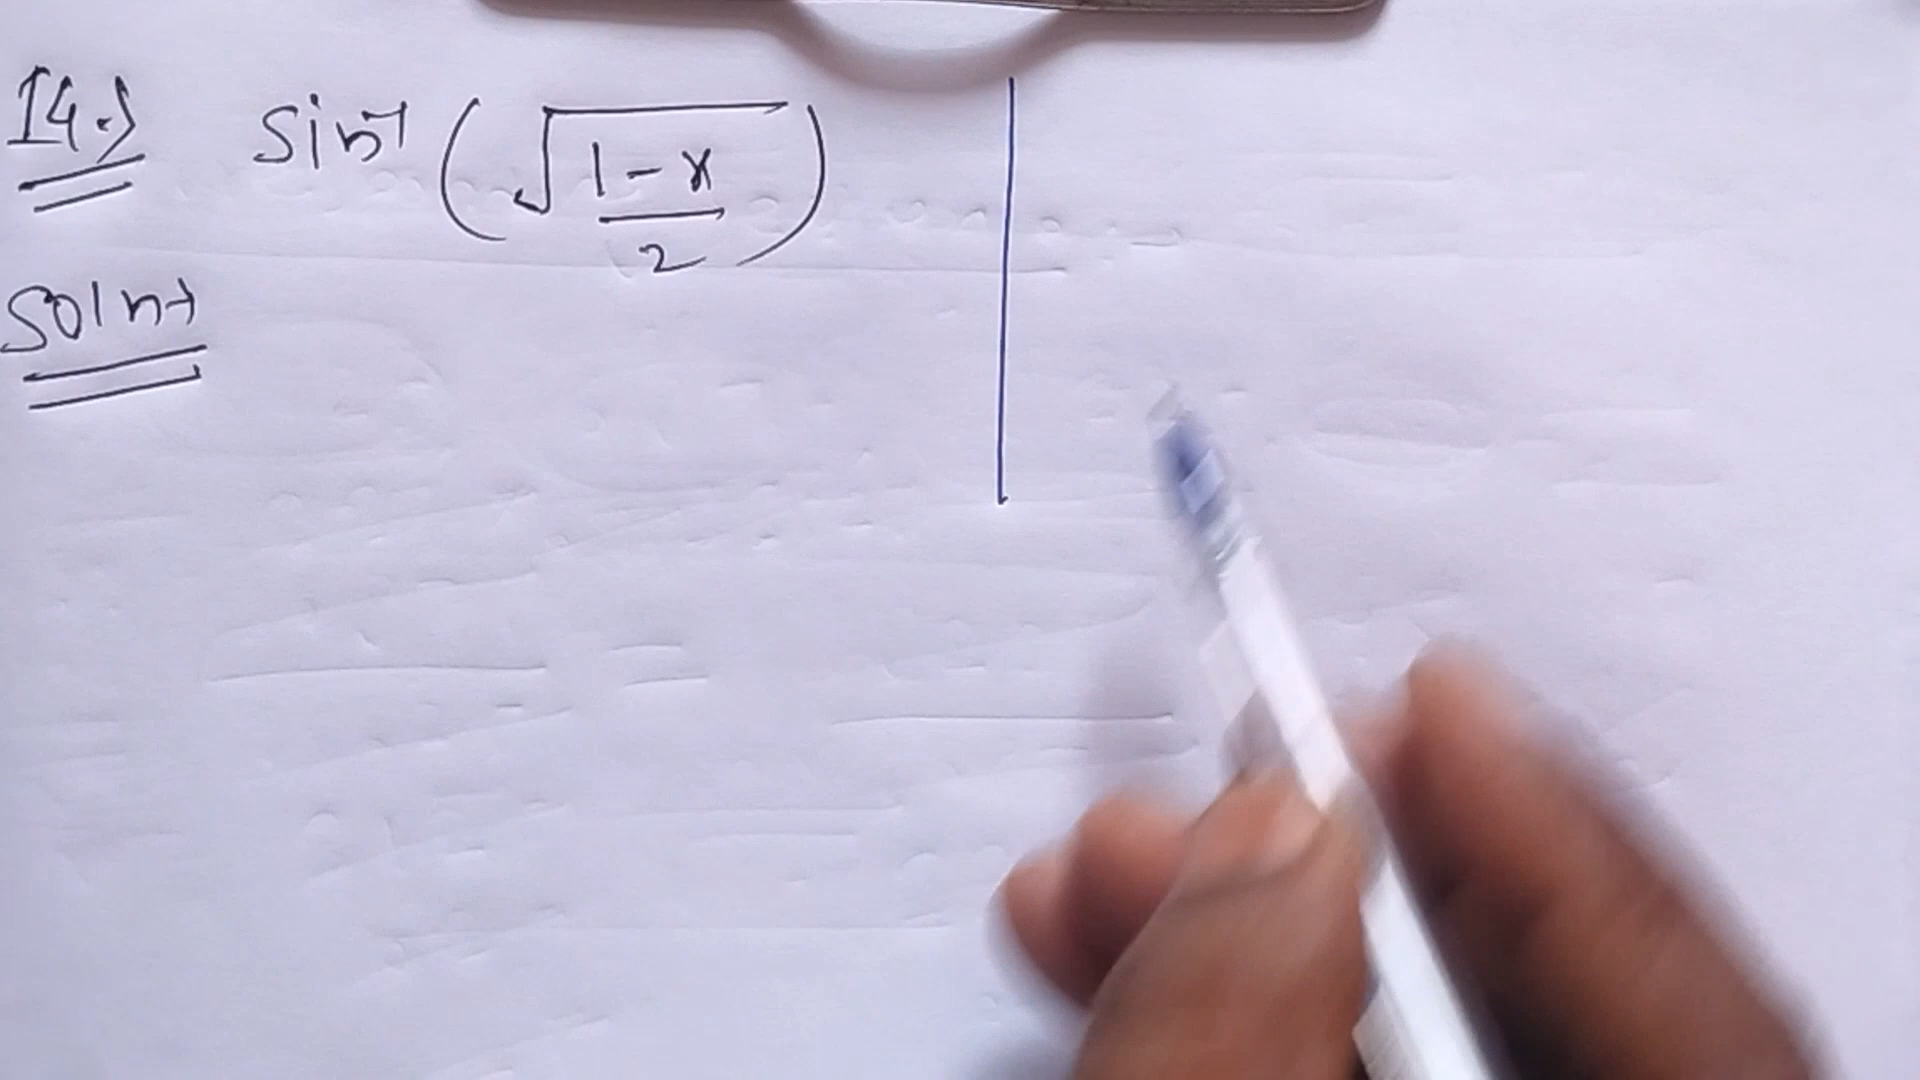 14.) sin⁻¹ (√(1-x)/2)
Soln→